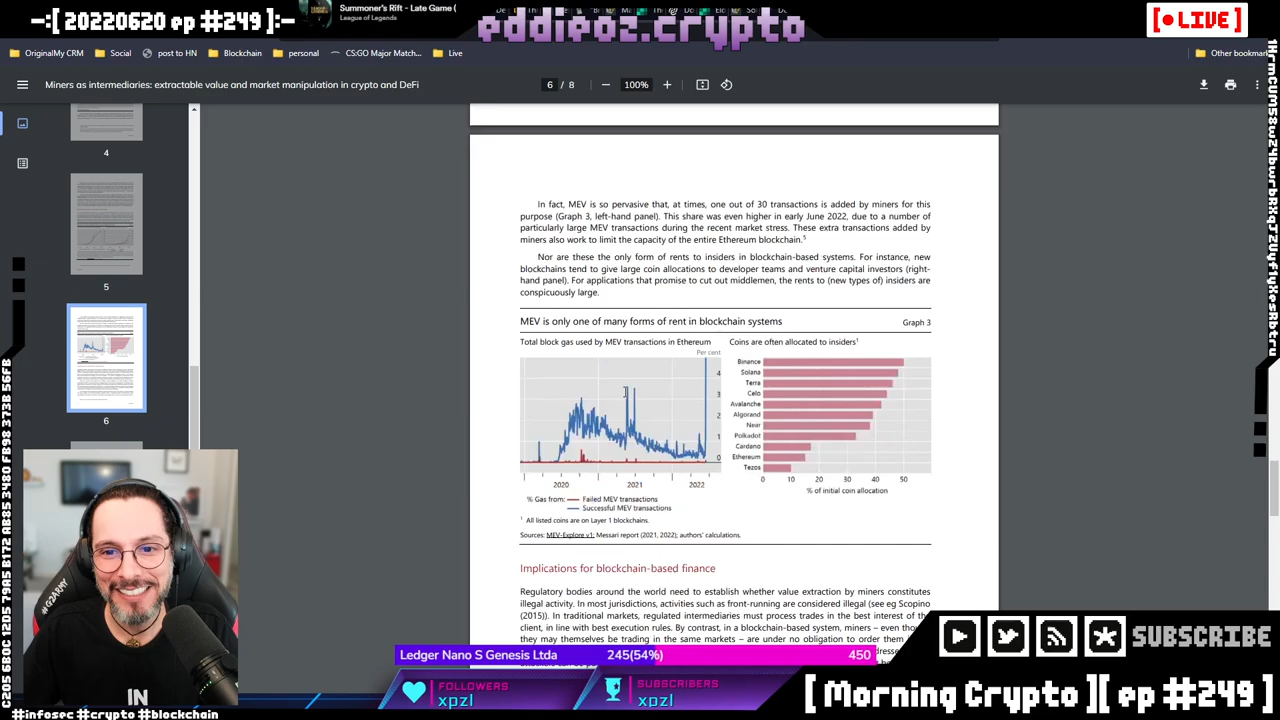 -:[ 20220620 ep #249 ]:-
Summoner's Rift - Late Game (
League of Legends
eddieoz.crypto
[● LIVE]
OriginalMy CRM
Social
post to HN
Blockchain
personal
CS:GO Major Match...
Live
Other bookmar
Miners as intermediaries: extractable value and market manipulation in crypto and DeFi
6 / 8
100%
4
5
6
In fact, MEV is so pervasive that, at times, one out of 30 transactions is added by miners for this
purpose (Graph 3, left-hand panel). This share was even higher in early June 2022, due to a number of
particularly large MEV transactions during the recent market stress. These extra transactions added by
miners also work to limit the capacity of the entire Ethereum blockchain.5
Nor are these the only form of rents to insiders in blockchain-based systems. For instance, new
blockchains tend to give large coin allocations to developer teams and venture capital investors (right-
hand panel). For applications that promise to cut out middlemen, the rents to (new types of) insiders are
conspicuously large.
MEV is only one of many forms of rent in blockchain systems
Graph 3
Total block gas used by MEV transactions in Ethereum
Per cent
4
3
2
1
0
2020 2021 2022
% Gas from: Failed MEV transactions
Successful MEV transactions
Coins are often allocated to insiders1
Binance
Solana
Terra
Celo
Avalanche
Algorand
Near
Polkadot
Cardano
Ethereum
Tezos
0 10 20 30 40 50
% of initial coin allocation
1 All listed coins are on Layer 1 blockchains.
Sources: MEV-Explore v1; Messari report (2021, 2022); authors' calculations.
Implications for blockchain-based finance
Regulatory bodies around the world need to establish whether value extraction by miners constitutes
illegal activity. In most jurisdictions, activities such as front-running are considered illegal (see eg Scopino
(2015)). In traditional markets, regulated intermediaries must process trades in the best interest of the
client, in line with best execution rules. By contrast, in a blockchain-based system, miners – even though
they may themselves be trading in the same markets – are under no obligation to order them
Ledger Nano S Genesis Ltda
245(54%)
450
FOLLOWERS
xpzl
SUBSCRIBERS
xpzl
SUBSCRIBE
[ Morning Crypto ][ ep #249 ]
IN
#infosec #crypto #blockchain